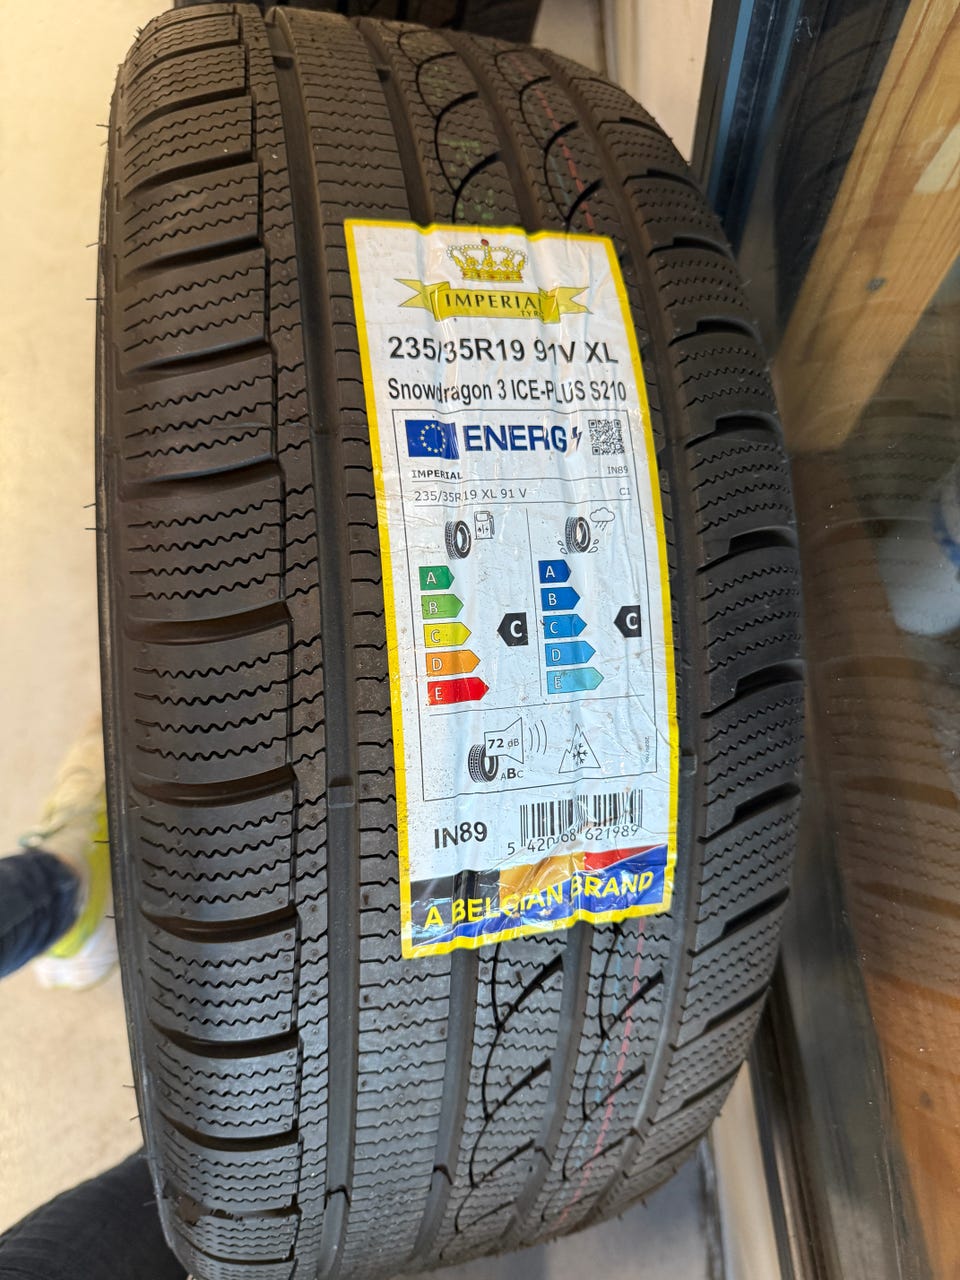 IMPERIAL
TYRES
235/35R19 91V XL
Snowdragon 3 ICE-PLUS S210
ENERG
IMPERIAL IN89
235/35R19 XL 91 V C1
A A
B B
C C C C
D D
E E
72 dB
ABC
IN89
5 420068 621989
A BELGIAN BRAND